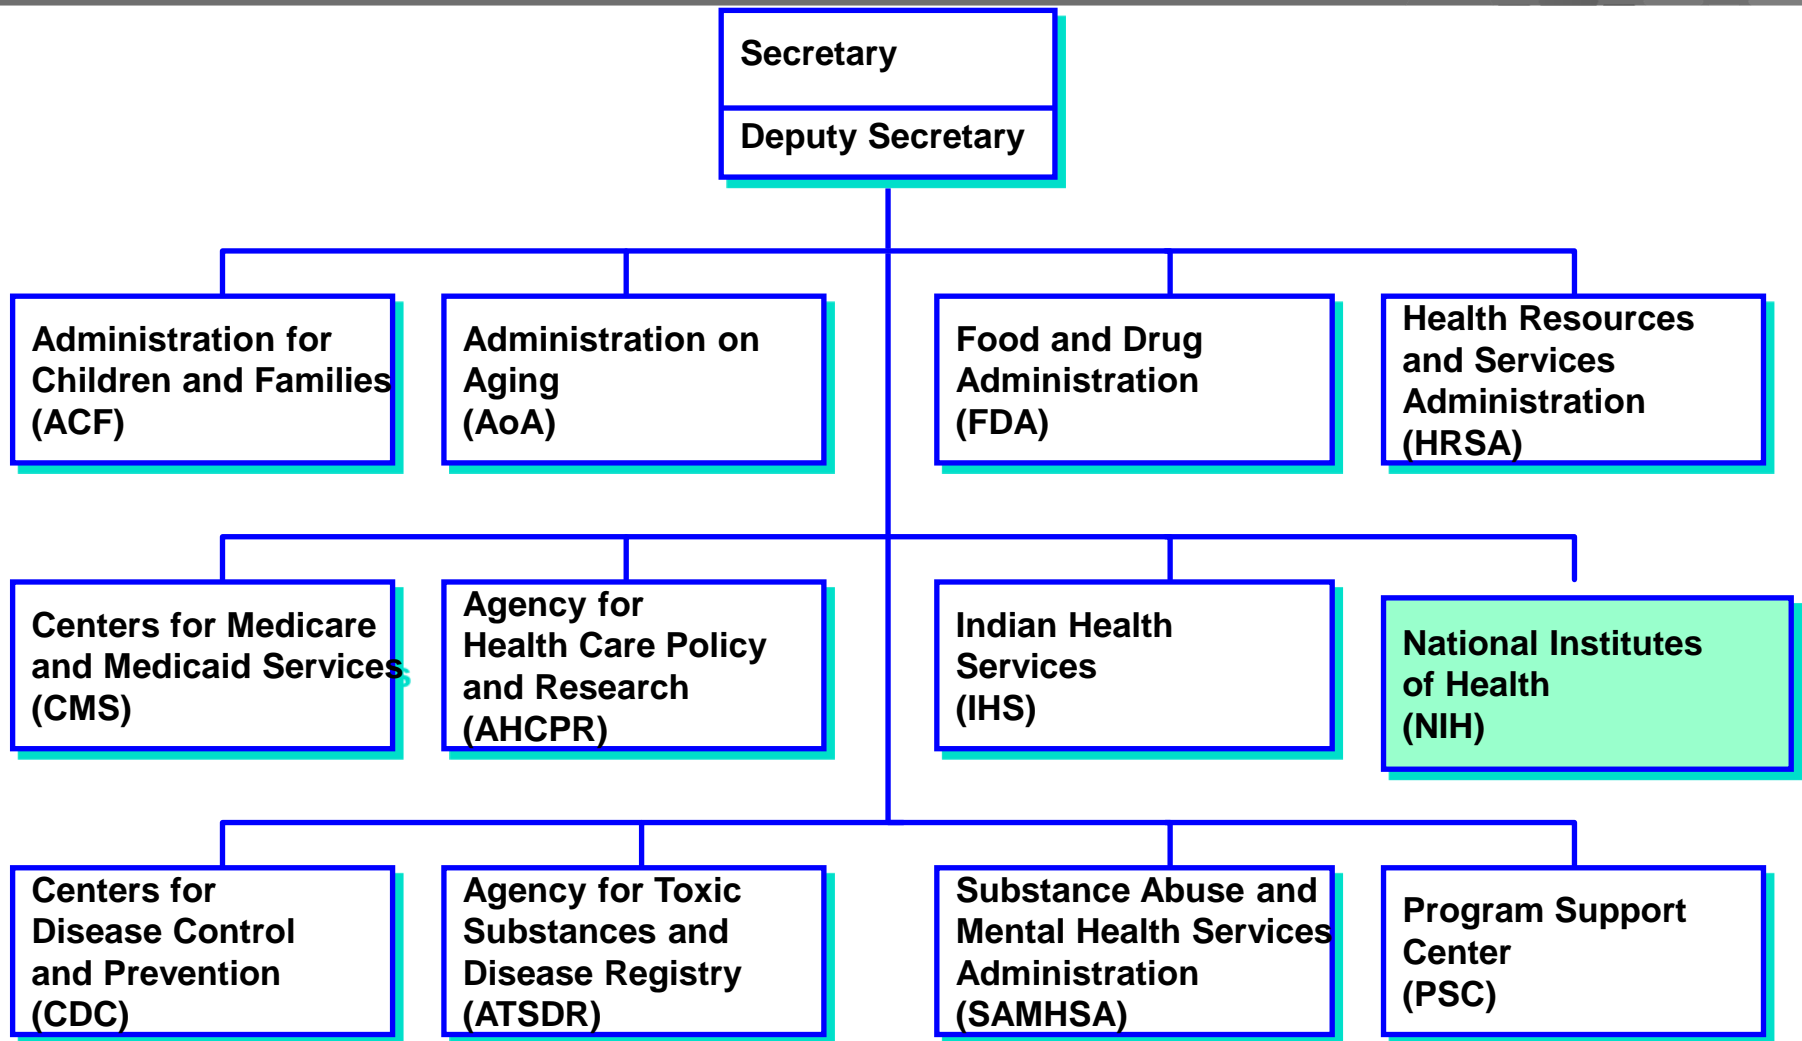 Secretary
Deputy Secretary
Administration for
Children and Families
(ACF)
Administration on
Aging
(AoA)
Food and Drug
Administration
(FDA)
Health Resources
and Services
Administration
(HRSA)
Centers for Medicare
and Medicaid Services
(CMS)
Agency for
Health Care Policy
and Research
(AHCPR)
Indian Health
Services
(IHS)
National Institutes
of Health
(NIH)
Centers for
Disease Control
and Prevention
(CDC)
Agency for Toxic
Substances and
Disease Registry
(ATSDR)
Substance Abuse and
Mental Health Services
Administration
(SAMHSA)
Program Support
Center
(PSC)